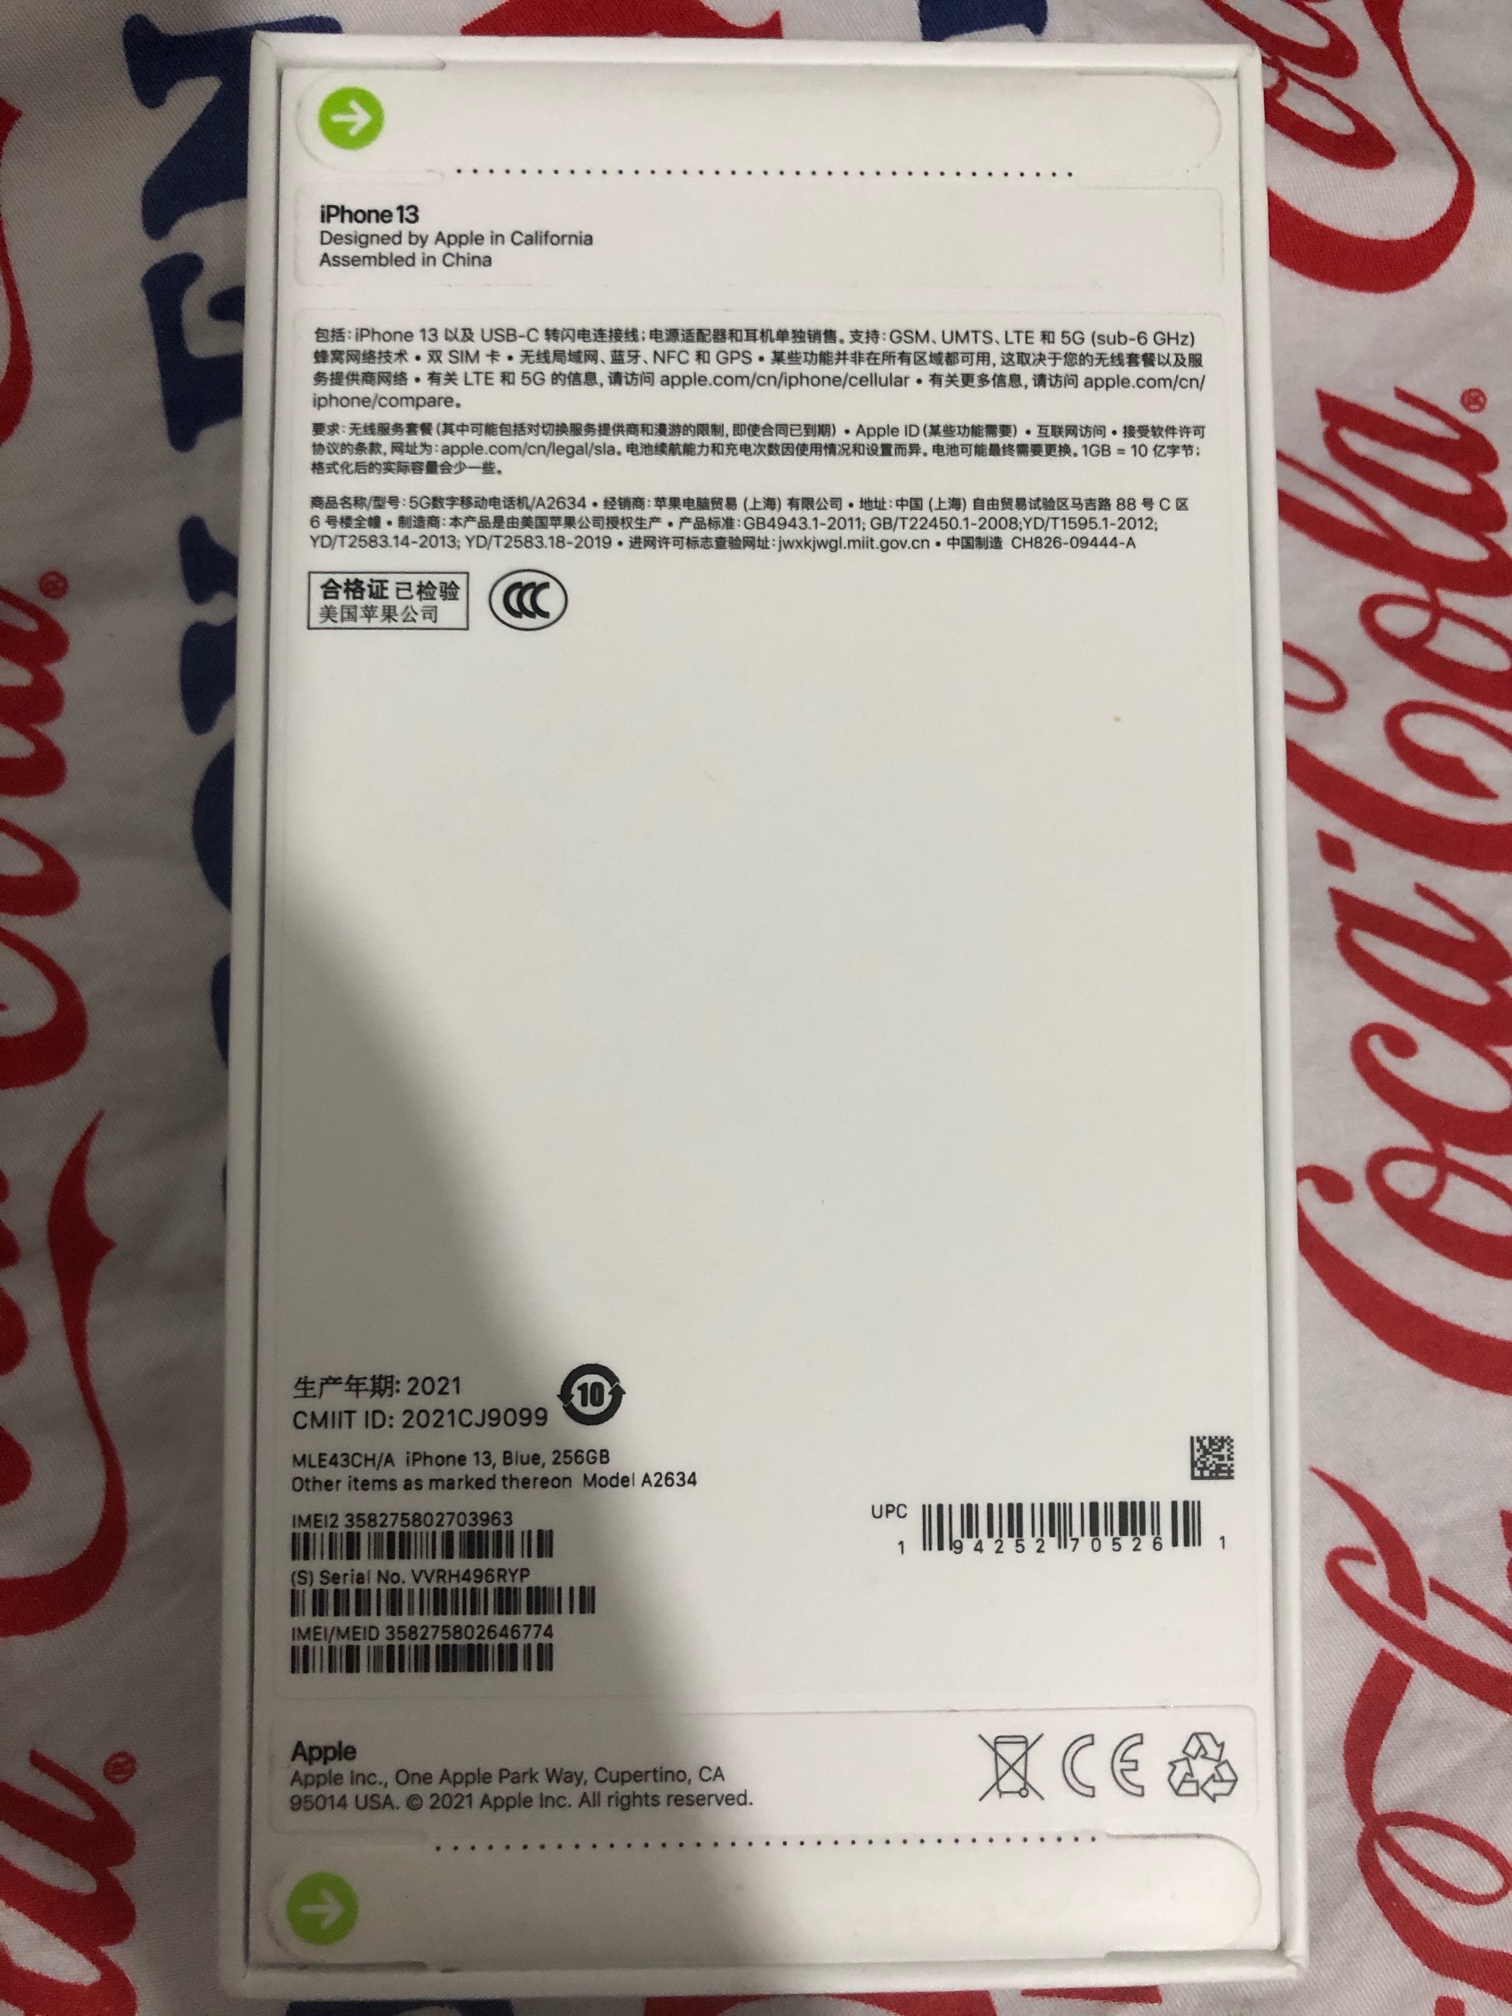 iPhone 13
Designed by Apple in California
Assembled in China
包括：iPhone 13 以及 USB-C 转闪电连接线；电源适配器和耳机单独销售。支持：GSM、UMTS、LTE 和 5G (sub-6 GHz)
蜂窝网络技术 • 双 SIM 卡 • 无线局域网、蓝牙、NFC 和 GPS • 某些功能并非在所有区域都可用，这取决于您的无线套餐以及服
务提供商网络 • 有关 LTE 和 5G 的信息，请访问 apple.com/cn/iphone/cellular • 有关更多信息，请访问 apple.com/cn/
iphone/compare。
要求：无线服务套餐（其中可能包括对切换服务提供商和漫游的限制，即使合同已到期）• Apple ID（某些功能需要）• 互联网访问 • 接受软件许可
协议的条款，网址为：apple.com/cn/legal/sla。电池续航能力和充电次数因使用情况和设置而异。电池可能最终需要更换。1GB = 10 亿字节；
格式化后的实际容量会少一些。
商品名称/型号：5G数字移动电话机/A2634 • 经销商：苹果电脑贸易（上海）有限公司 • 地址：中国（上海）自由贸易试验区马吉路 88 号 C 区
6 号楼全幢 • 制造商：本产品是由美国苹果公司授权生产 • 产品标准：GB4943.1-2011; GB/T22450.1-2008;YD/T1595.1-2012;
YD/T2583.14-2013; YD/T2583.18-2019 • 进网许可标志查验网址：jwxkjwgl.miit.gov.cn • 中国制造 CH826-09444-A
合格证 已检验
美国苹果公司
CCC
生产年期: 2021
10
CMIIT ID: 2021CJ9099
MLE43CH/A iPhone 13, Blue, 256GB
Other items as marked thereon Model A2634
IMEI2 358275802703963
(S) Serial No. VVRH496RYP
IMEI/MEID 358275802646774
UPC
1 94252 70526 1
Apple
Apple Inc., One Apple Park Way, Cupertino, CA
95014 USA. © 2021 Apple Inc. All rights reserved.
CE
Coca-Cola